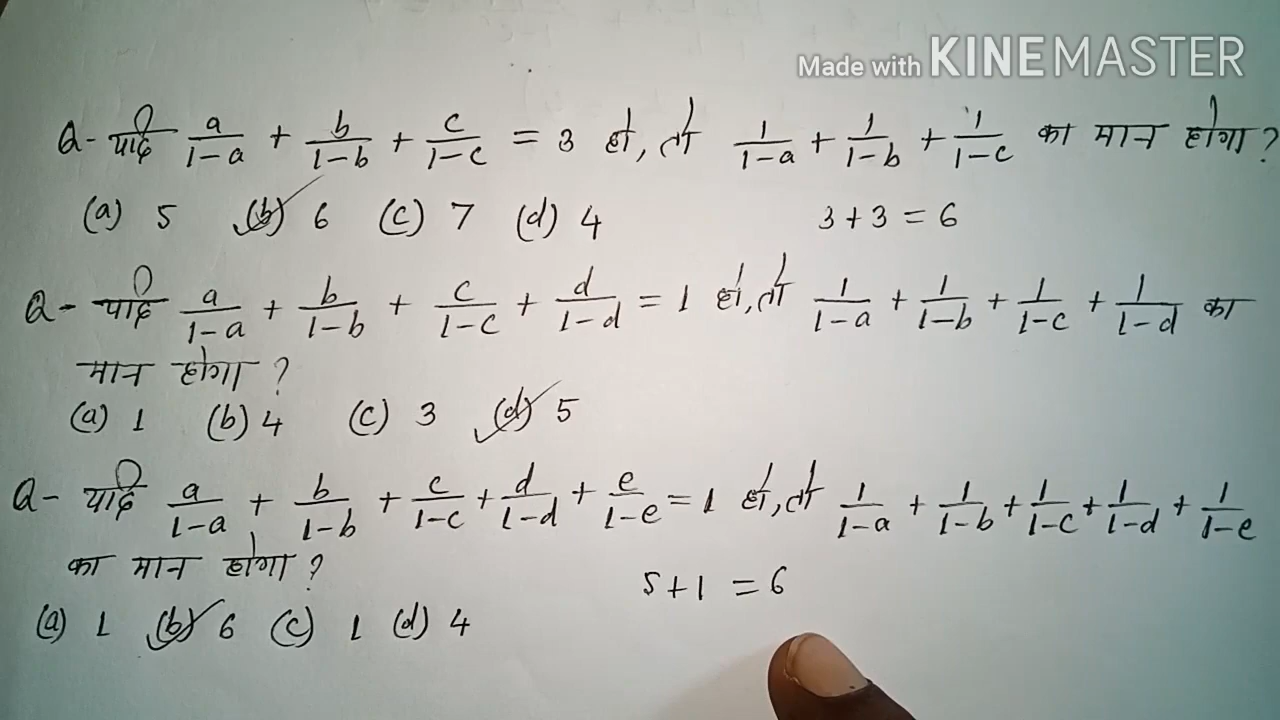 Made with KINEMASTER
Q- यदि a/1-a + b/1-b + c/1-c = 3 हो, तो 1/1-a + 1/1-b + 1/1-c का मान होगा?
(a) 5 (b) 6 (c) 7 (d) 4 3+3 = 6
Q- यदि a/1-a + b/1-b + c/1-c + d/1-d = 1 हो, तो 1/1-a + 1/1-b + 1/1-c + 1/1-d का
मान होगा?
(a) 1 (b) 4 (c) 3 (d) 5
Q- यदि a/1-a + b/1-b + c/1-c + d/1-d + e/1-e = 1 हो, तो 1/1-a + 1/1-b + 1/1-c + 1/1-d + 1/1-e
का मान होगा?
5+1 = 6
(a) 1 (b) 6 (c) 1 (d) 4